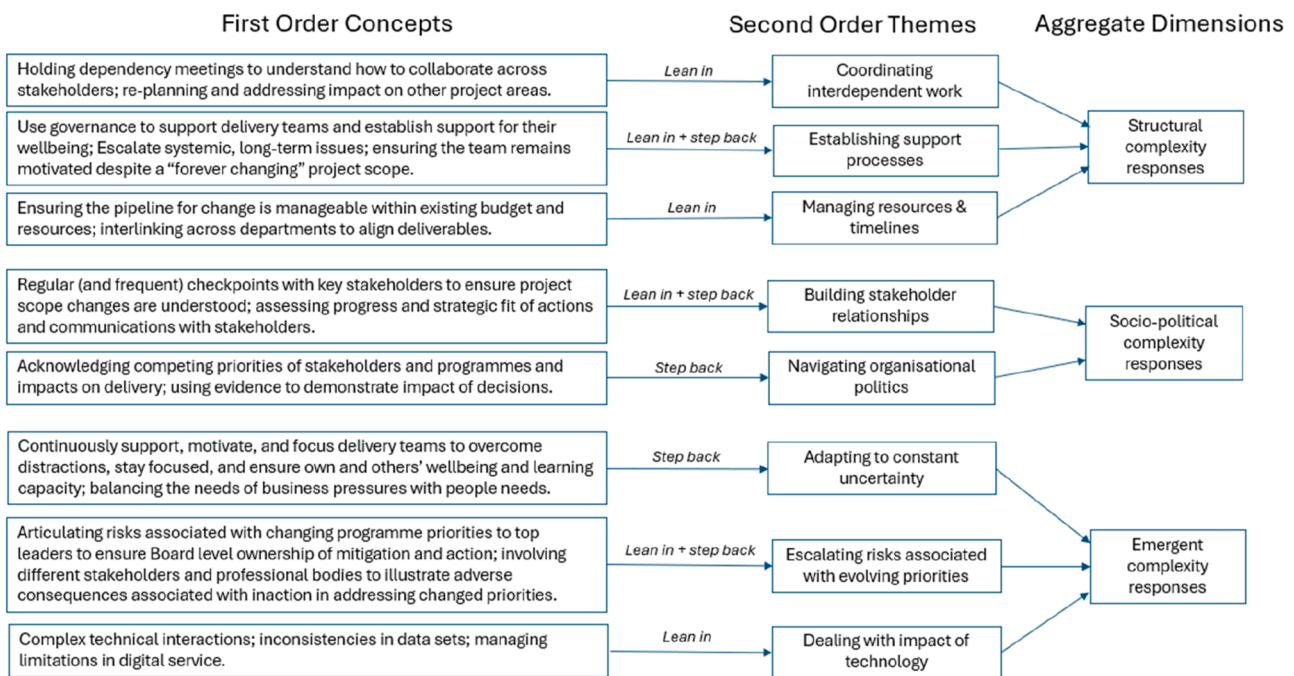 First Order Concepts
Second Order Themes
Aggregate Dimensions
Holding dependency meetings to understand how to collaborate across
stakeholders; re-planning and addressing impact on other project areas.
Lean in
Coordinating
interdependent work
Use governance to support delivery teams and establish support for their
wellbeing; Escalate systemic, long-term issues; ensuring the team remains
motivated despite a “forever changing” project scope.
Lean in + step back
Establishing support
processes
Structural
complexity
responses
Ensuring the pipeline for change is manageable within existing budget and
resources; interlinking across departments to align deliverables.
Lean in
Managing resources &
timelines
Regular (and frequent) checkpoints with key stakeholders to ensure project
scope changes are understood; assessing progress and strategic fit of actions
and communications with stakeholders.
Lean in + step back
Building stakeholder
relationships
Socio-political
complexity
responses
Acknowledging competing priorities of stakeholders and programmes and
impacts on delivery; using evidence to demonstrate impact of decisions.
Step back
Navigating organisational
politics
Continuously support, motivate, and focus delivery teams to overcome
distractions, stay focused, and ensure own and others’ wellbeing and learning
capacity; balancing the needs of business pressures with people needs.
Step back
Adapting to constant
uncertainty
Articulating risks associated with changing programme priorities to top
leaders to ensure Board level ownership of mitigation and action; involving
different stakeholders and professional bodies to illustrate adverse
consequences associated with inaction in addressing changed priorities.
Lean in + step back
Escalating risks associated
with evolving priorities
Emergent
complexity
responses
Complex technical interactions; inconsistencies in data sets; managing
limitations in digital service.
Lean in
Dealing with impact of
technology